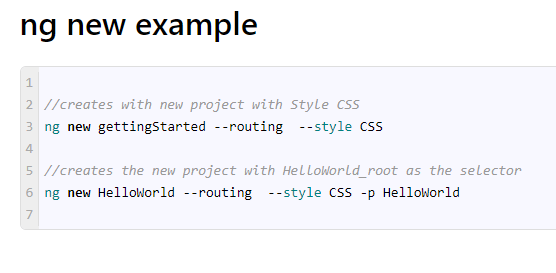 ng new example
1
2 //creates with new project with Style CSS
3 ng new gettingStarted --routing  --style CSS
4
5 //creates the new project with HelloWorld_root as the selector
6 ng new HelloWorld --routing  --style CSS -p HelloWorld
7